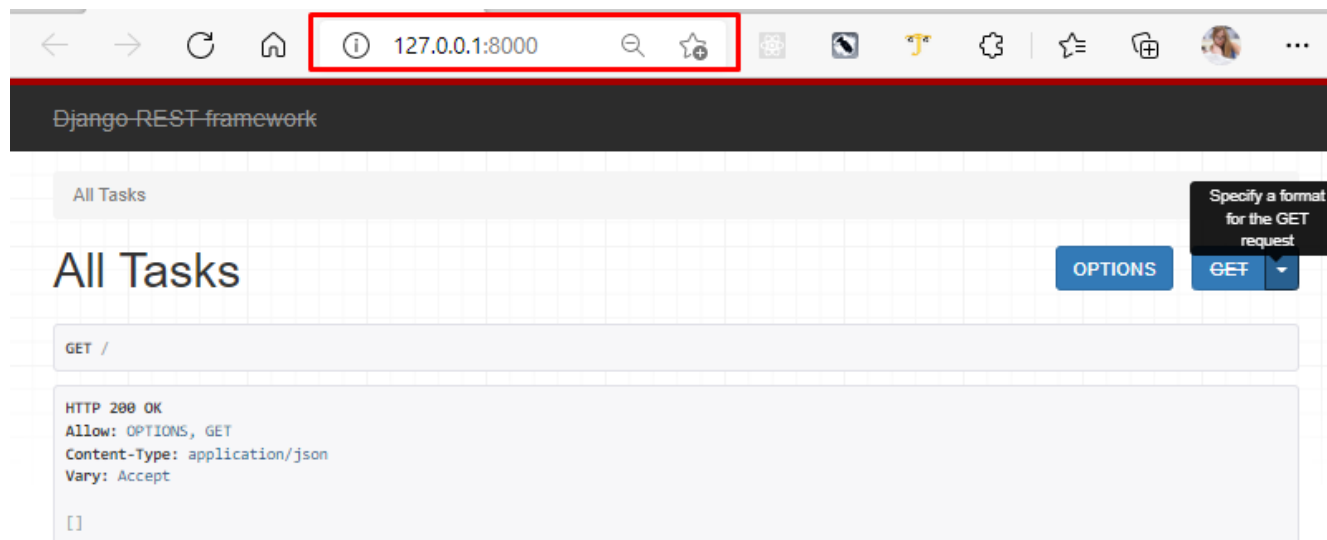 127.0.0.1:8000
Django REST framework
All Tasks
Specify a format
for the GET
request
All Tasks
OPTIONS
GET
GET /
HTTP 200 OK
Allow: OPTIONS, GET
Content-Type: application/json
Vary: Accept
[]